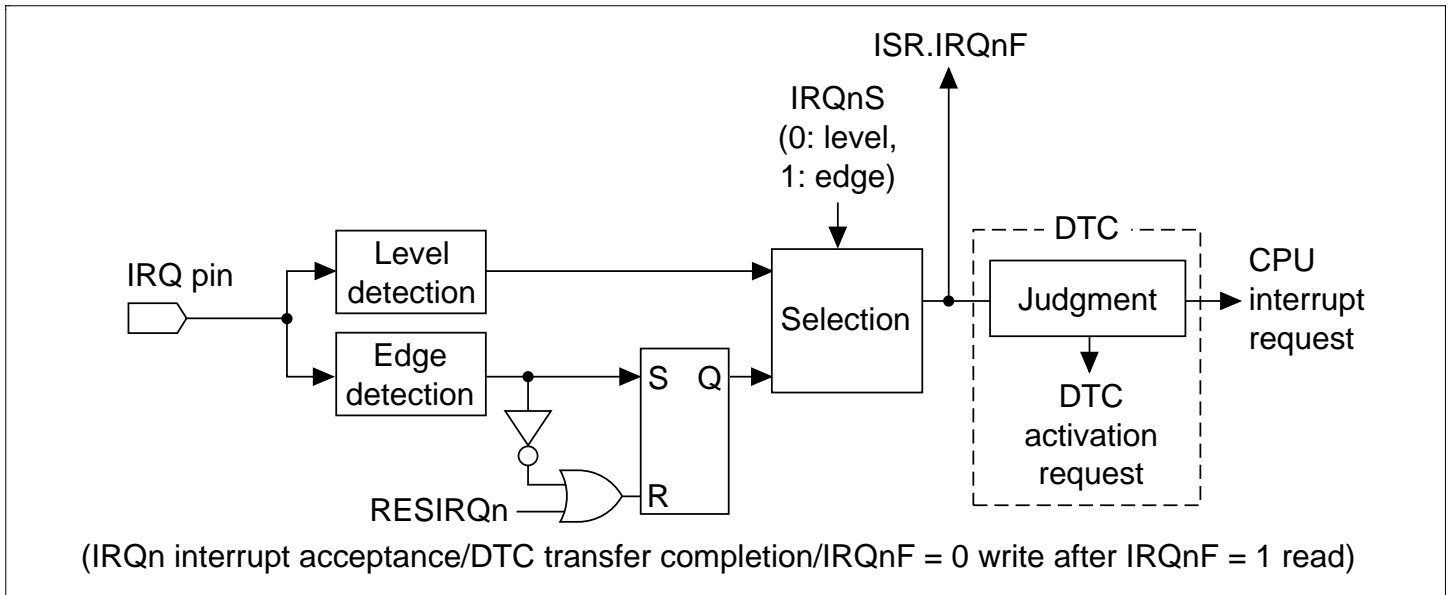 ISR.IRQnF
IRQnS
(0: level,
1: edge)
DTC
Level
detection
IRQ pin
CPU
interrupt
request
Judgment
Selection
Edge
detection
S Q
DTC
activation
request
R
RESIRQn
(IRQn interrupt acceptance/DTC transfer completion/IRQnF = 0 write after IRQnF = 1 read)